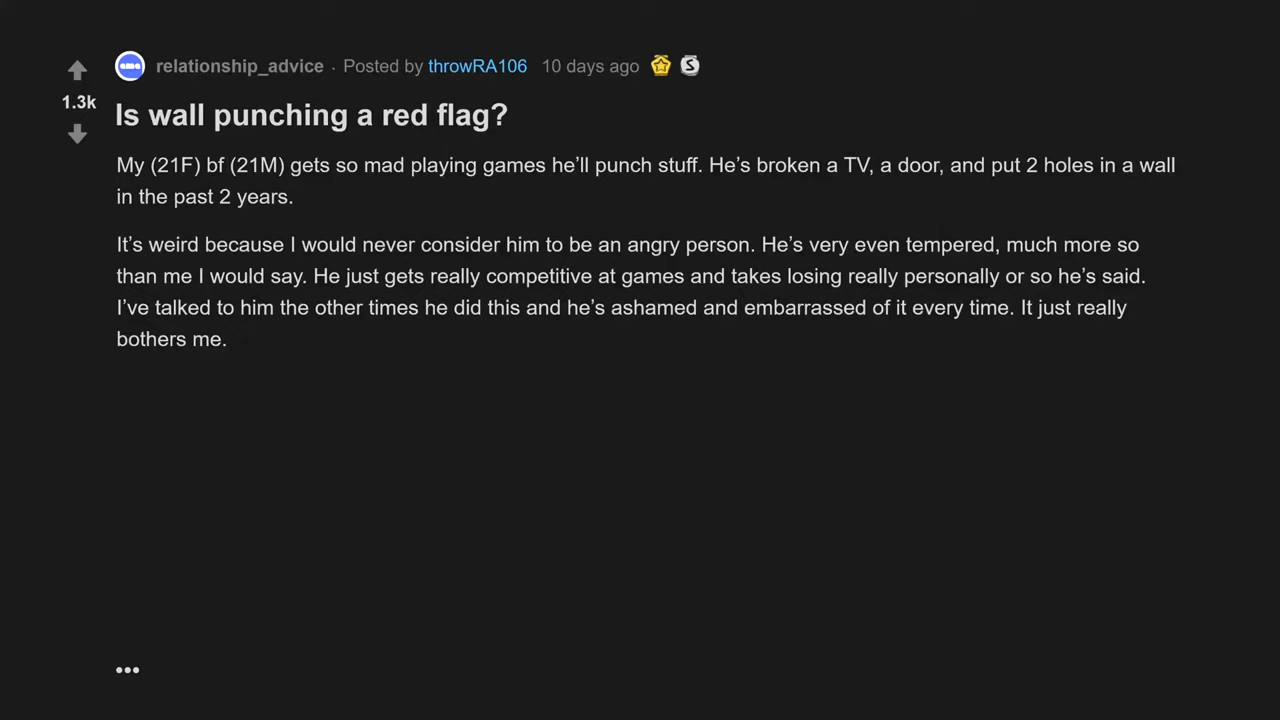 relationship_advice · Posted by throwRA106 10 days ago
1.3k
Is wall punching a red flag?
My (21F) bf (21M) gets so mad playing games he’ll punch stuff. He’s broken a TV, a door, and put 2 holes in a wall
in the past 2 years.
It’s weird because I would never consider him to be an angry person. He’s very even tempered, much more so
than me I would say. He just gets really competitive at games and takes losing really personally or so he’s said.
I’ve talked to him the other times he did this and he’s ashamed and embarrassed of it every time. It just really
bothers me.
•••